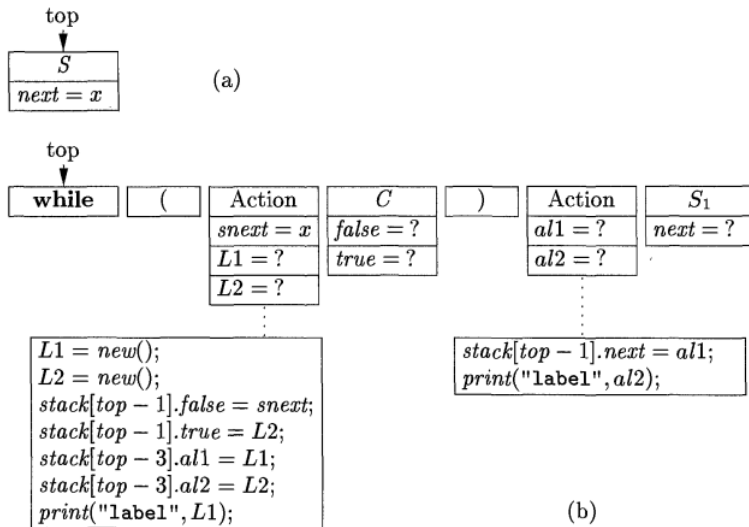 top
S
next = x
(a)
top
while ( Action C ) Action S₁
snext = x false = ? al1 = ? next = ?
L1 = ? true = ? al2 = ?
L2 = ?
L1 = new();
L2 = new();
stack[top − 1].false = snext;
stack[top − 1].true = L2;
stack[top − 3].al1 = L1;
stack[top − 3].al2 = L2;
print("label", L1);
stack[top − 1].next = al1;
print("label", al2);
(b)